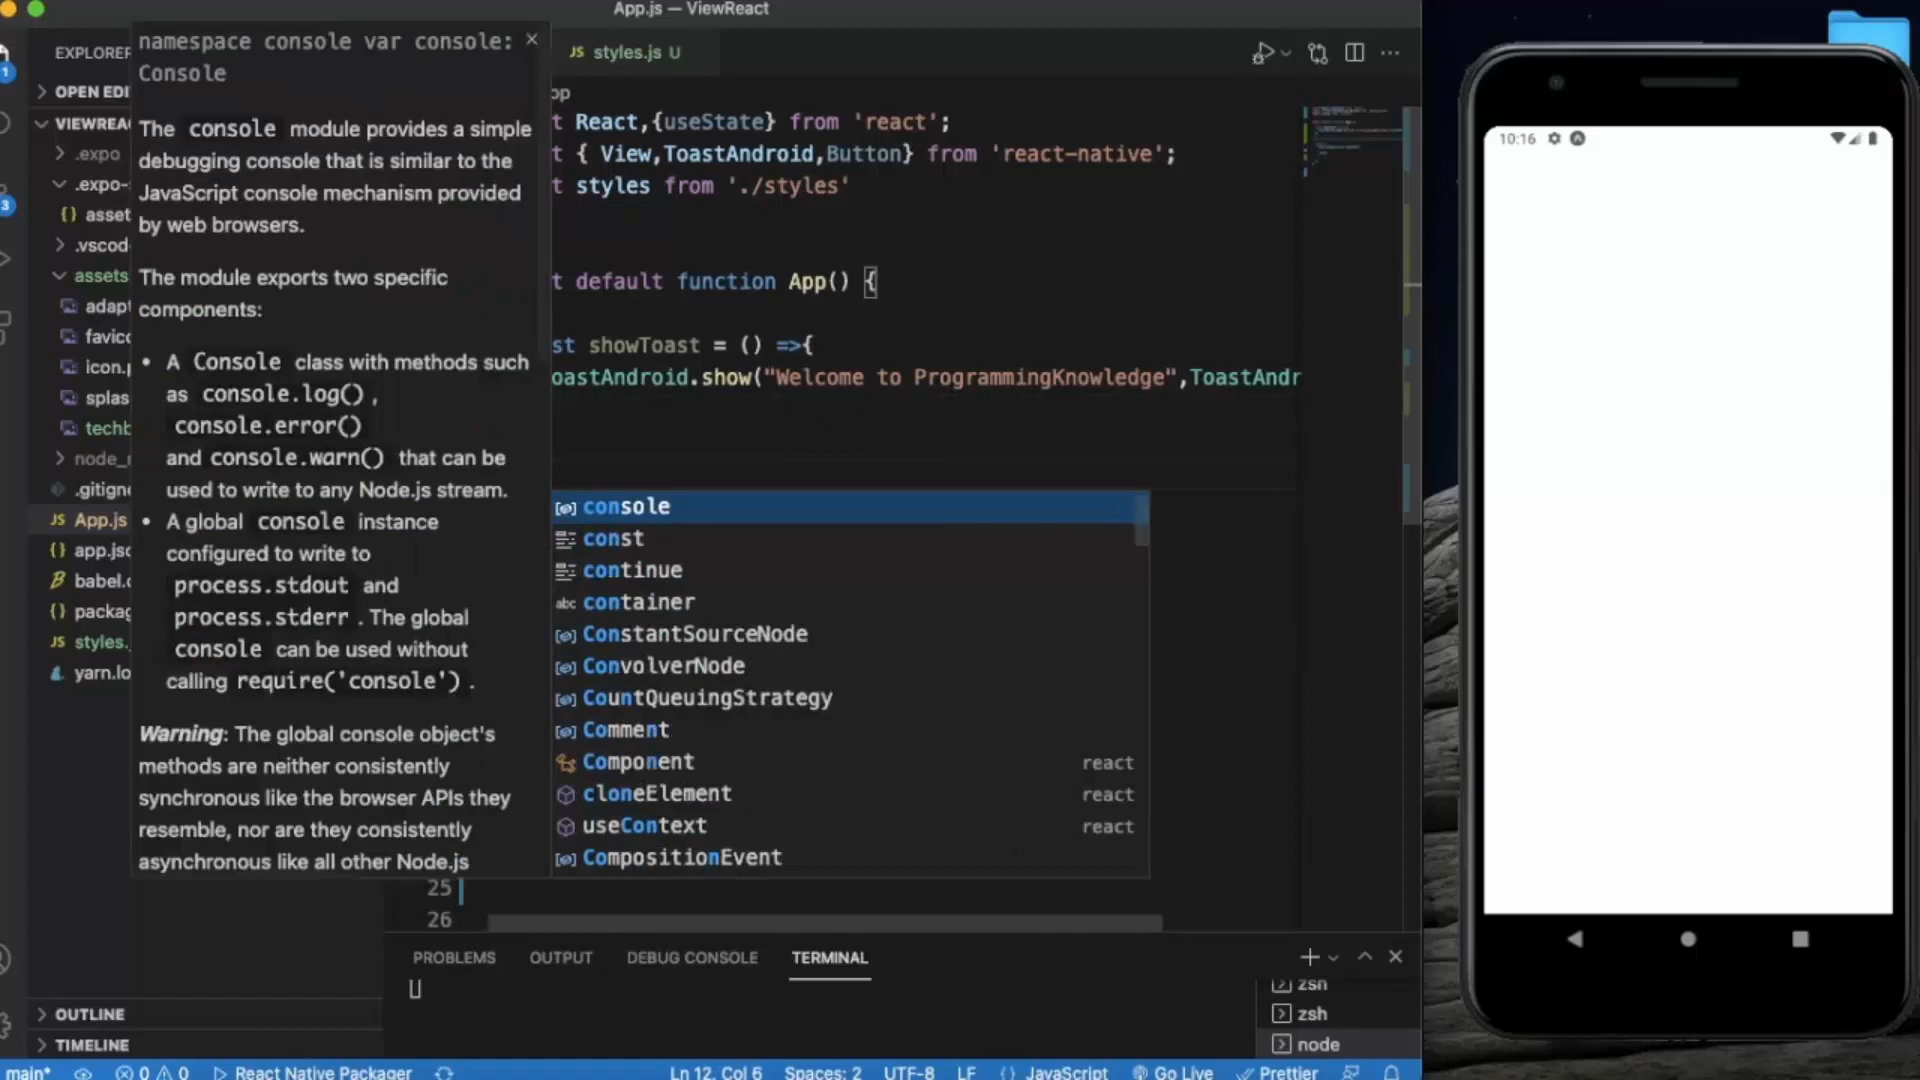 App.js — ViewReact
EXPLORER
OPEN EDI
VIEWREA
.expo
.expo-
{} asset
.vscod
assets
adapt
favic
icon.p
splas
techb
node_
.gitign
JS App.js
{} app.js
babel.
{} packag
JS styles.
yarn.lo
OUTLINE
TIMELINE
1
3
namespace console var console: ×
Console
The console module provides a simple
debugging console that is similar to the
JavaScript console mechanism provided
by web browsers.
The module exports two specific
components:
• A Console class with methods such
as console.log() ,
console.error()
and console.warn() that can be
used to write to any Node.js stream.
• A global console instance
configured to write to
process.stdout and
process.stderr . The global
console can be used without
calling require('console') .
Warning: The global console object's
methods are neither consistently
synchronous like the browser APIs they
resemble, nor are they consistently
asynchronous like all other Node.js
JS styles.js U
pp
t React,{useState} from 'react';
t { View,ToastAndroid,Button} from 'react-native';
t styles from './styles'
t default function App() {
st showToast = () =>{
oastAndroid.show("Welcome to ProgrammingKnowledge",ToastAndr
console
const
continue
abc container
ConstantSourceNode
ConvolverNode
CountQueuingStrategy
Comment
Component react
cloneElement react
useContext react
CompositionEvent
25
26
PROBLEMS OUTPUT DEBUG CONSOLE TERMINAL
zsh
zsh
node
main* 0 0 React Native Packager Ln 12, Col 6 Spaces: 2 UTF-8 LF {} JavaScript Go Live Prettier
10:16